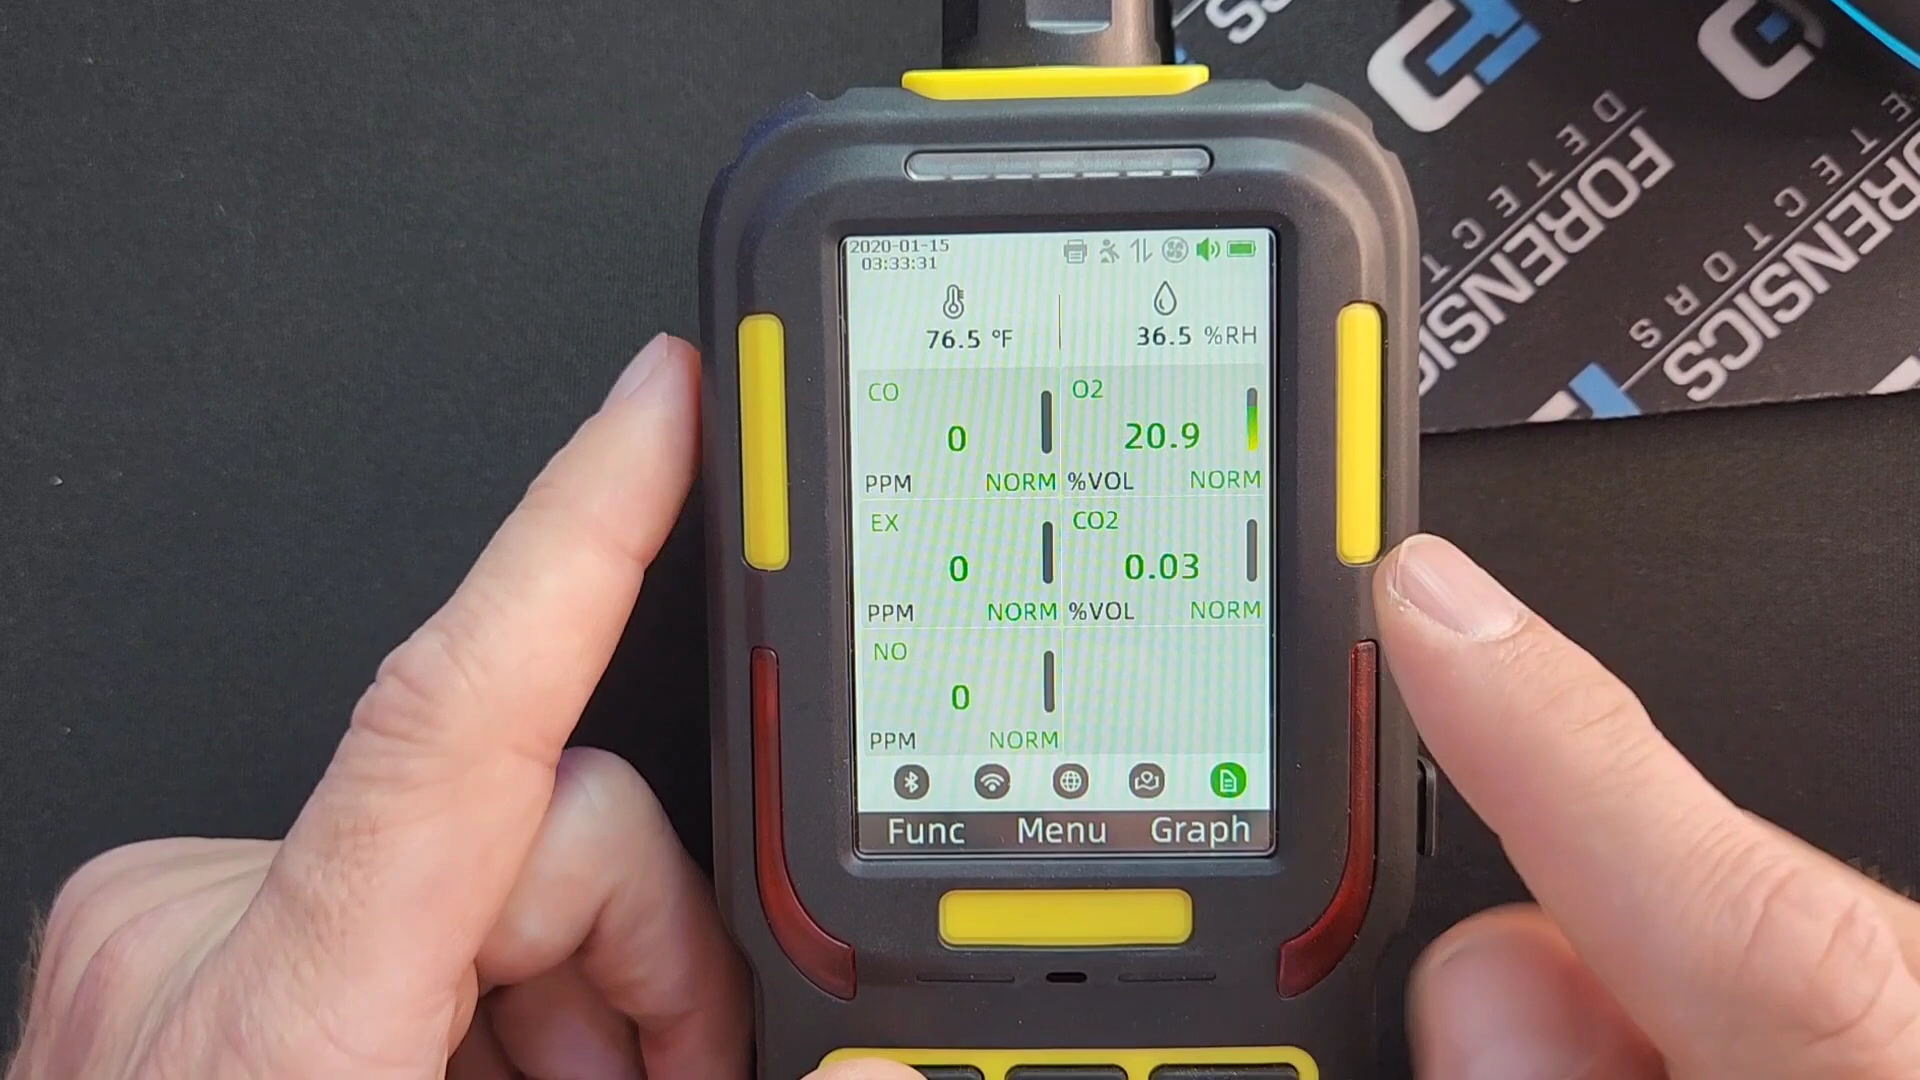 2020-01-15
03:33:31
76.5 °F
36.5 %RH
CO
0
PPM NORM
O2
20.9
%VOL NORM
EX
0
PPM NORM
CO2
0.03
%VOL NORM
NO
0
PPM NORM
Func Menu Graph
FORENSICS
DETECTORS